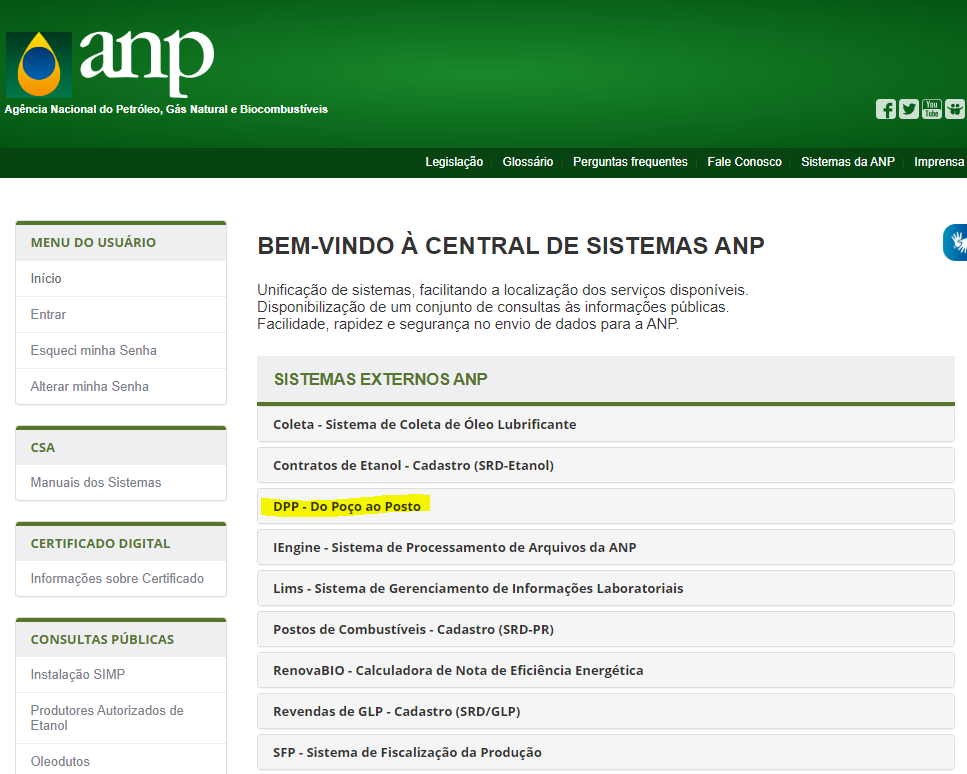 anp
Agência Nacional do Petróleo, Gás Natural e Biocombustíveis
You
Tube
Legislação
Glossário
Perguntas frequentes
Fale Conosco
Sistemas da ANP
Imprensa
MENU DO USUÁRIO
Início
Entrar
Esqueci minha Senha
Alterar minha Senha
CSA
Manuais dos Sistemas
CERTIFICADO DIGITAL
Informações sobre Certificado
CONSULTAS PÚBLICAS
Instalação SIMP
Produtores Autorizados de
Etanol
Oleodutos
BEM-VINDO À CENTRAL DE SISTEMAS ANP
Unificação de sistemas, facilitando a localização dos serviços disponíveis.
Disponibilização de um conjunto de consultas às informações públicas.
Facilidade, rapidez e segurança no envio de dados para a ANP.
SISTEMAS EXTERNOS ANP
Coleta - Sistema de Coleta de Óleo Lubrificante
Contratos de Etanol - Cadastro (SRD-Etanol)
DPP - Do Poço ao Posto
IEngine - Sistema de Processamento de Arquivos da ANP
Lims - Sistema de Gerenciamento de Informações Laboratoriais
Postos de Combustíveis - Cadastro (SRD-PR)
RenovaBIO - Calculadora de Nota de Eficiência Energética
Revendas de GLP - Cadastro (SRD/GLP)
SFP - Sistema de Fiscalização da Produção